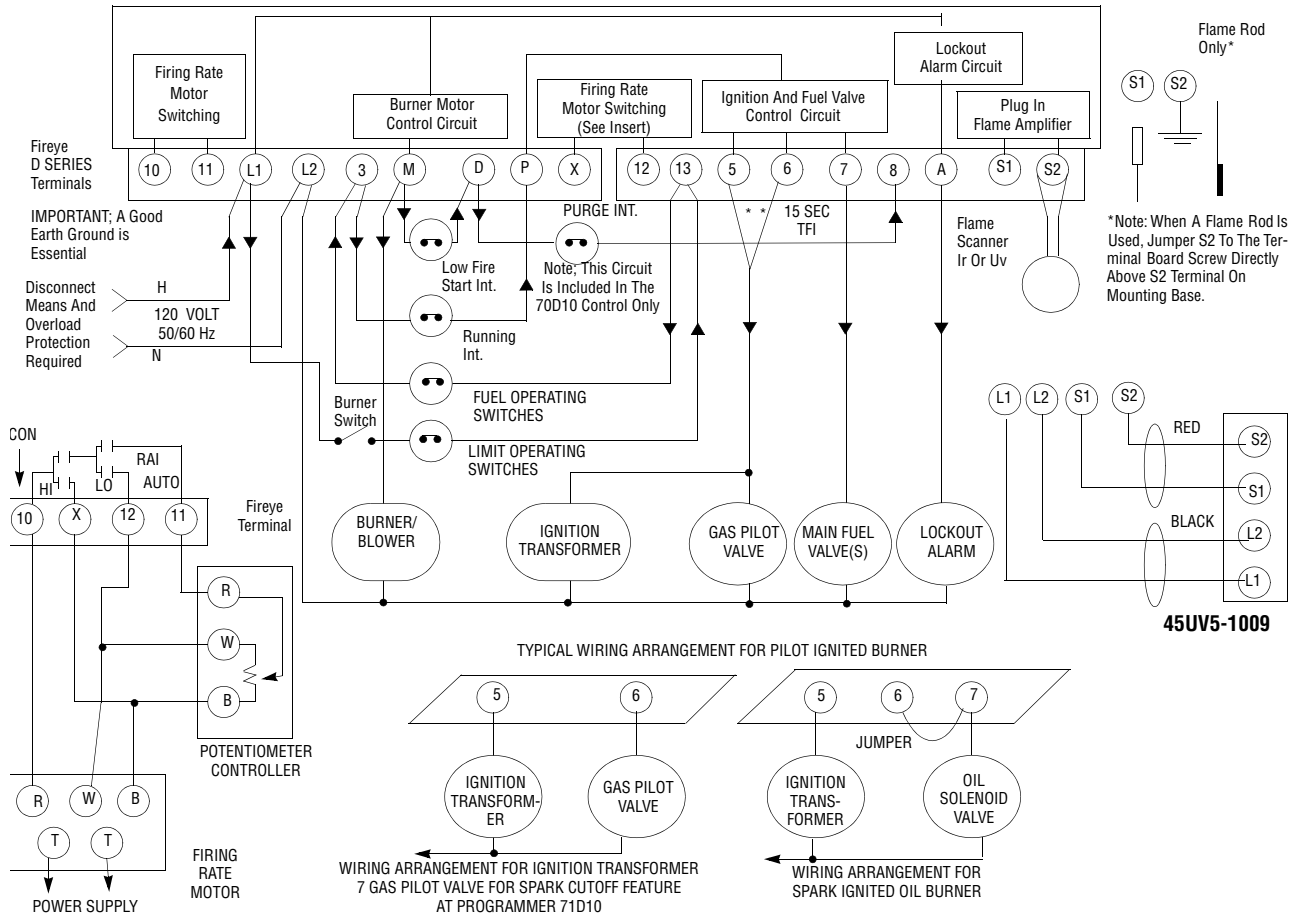 Firing Rate
Motor
Switching
Burner Motor
Control Circuit
Firing Rate
Motor Switching
(See Insert)
Ignition And Fuel Valve
Control Circuit
Lockout
Alarm Circuit
Plug In
Flame Amplifier
Flame Rod
Only*
S1 S2
Fireye
D SERIES
Terminals
10 11 L1 L2 3 M D P X 12 13 5 6 7 8 A S1 S2
IMPORTANT; A Good
Earth Ground is
Essential
Disconnect
Means And
Overload
Protection
Required
H
120 VOLT
50/60 Hz
N
Low Fire
Start Int.
PURGE INT.
Note; This Circuit
Is Included In The
70D10 Control Only
* * 15 SEC
TFI
Flame
Scanner
Ir Or Uv
*Note: When A Flame Rod Is
Used, Jumper S2 To The Ter-
minal Board Screw Directly
Above S2 Terminal On
Mounting Base.
Running
Int.
FUEL OPERATING
SWITCHES
Burner
Switch
LIMIT OPERATING
SWITCHES
BURNER/
BLOWER
IGNITION
TRANSFORMER
GAS PILOT
VALVE
MAIN FUEL
VALVE(S)
LOCKOUT
ALARM
L1 L2 S1 S2
RED
BLACK
S2
S1
L2
L1
45UV5-1009
CON
RAI
HI LO AUTO
10 X 12 11
Fireye
Terminal
R
W
B
POTENTIOMETER
CONTROLLER
R W B
T T
FIRING
RATE
MOTOR
POWER SUPPLY
TYPICAL WIRING ARRANGEMENT FOR PILOT IGNITED BURNER
5 6
IGNITION
TRANSFORM-
ER
GAS PILOT
VALVE
WIRING ARRANGEMENT FOR IGNITION TRANSFORMER
7 GAS PILOT VALVE FOR SPARK CUTOFF FEATURE
AT PROGRAMMER 71D10
5 6 7
JUMPER
IGNITION
TRANS-
FORMER
OIL
SOLENOID
VALVE
WIRING ARRANGEMENT FOR
SPARK IGNITED OIL BURNER